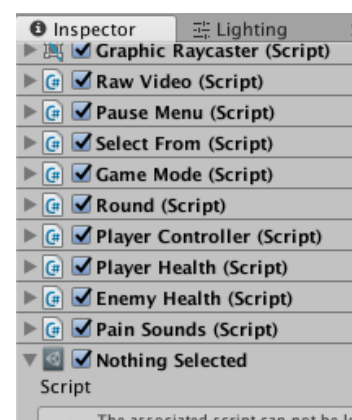 Inspector
Lighting
Graphic Raycaster (Script)
Raw Video (Script)
Pause Menu (Script)
Select From (Script)
Game Mode (Script)
Round (Script)
Player Controller (Script)
Player Health (Script)
Enemy Health (Script)
Pain Sounds (Script)
Nothing Selected
Script
The associated script can not be